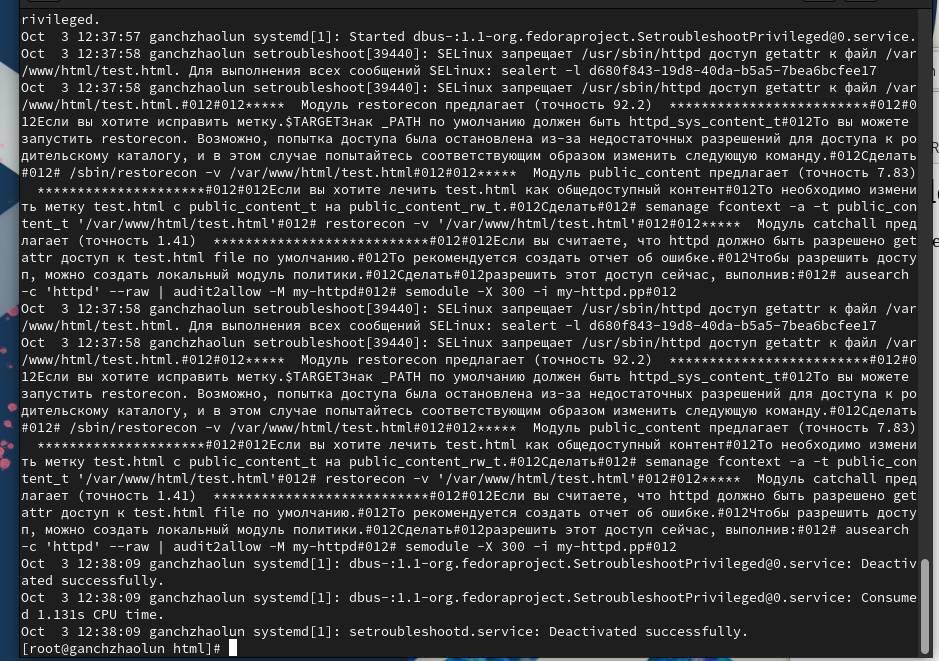 rivileged.
Oct  3 12:37:57 ganchzhaolun systemd[1]: Started dbus-:1.1-org.fedoraproject.SetroubleshootPrivileged@0.service.
Oct  3 12:37:58 ganchzhaolun setroubleshoot[39440]: SELinux запрещает /usr/sbin/httpd доступ getattr к файл /var
/www/html/test.html. Для выполнения всех сообщений SELinux: sealert -l d680f843-19d8-40da-b5a5-7bea6bcfee17
Oct  3 12:37:58 ganchzhaolun setroubleshoot[39440]: SELinux запрещает /usr/sbin/httpd доступ getattr к файл /var
/www/html/test.html.#012#012*****  Модуль restorecon предлагает (точность 92.2)  *************************#012#0
12Если вы хотите исправить метку.$TARGETЗнак _PATH по умолчанию должен быть httpd_sys_content_t#012То вы можете
запустить restorecon. Возможно, попытка доступа была остановлена из-за недостаточных разрешений для доступа к ро
дительскому каталогу, и в этом случае попытайтесь соответствующим образом изменить следующую команду.#012Сделать
#012# /sbin/restorecon -v /var/www/html/test.html#012#012*****  Модуль public_content предлагает (точность 7.83)
  *********************#012#012Если вы хотите лечить test.html как общедоступный контент#012То необходимо измени
ть метку test.html с public_content_t на public_content_rw_t.#012Сделать#012# semanage fcontext -a -t public_con
tent_t '/var/www/html/test.html'#012# restorecon -v '/var/www/html/test.html'#012#012*****  Модуль catchall пред
лагает (точность 1.41)  ***************************#012#012Если вы считаете, что httpd должно быть разрешено get
attr доступ к test.html file по умолчанию.#012То рекомендуется создать отчет об ошибке.#012Чтобы разрешить досту
п, можно создать локальный модуль политики.#012Сделать#012разрешить этот доступ сейчас, выполнив:#012# ausearch
-c 'httpd' --raw | audit2allow -M my-httpd#012# semodule -X 300 -i my-httpd.pp#012
Oct  3 12:37:58 ganchzhaolun setroubleshoot[39440]: SELinux запрещает /usr/sbin/httpd доступ getattr к файл /var
/www/html/test.html. Для выполнения всех сообщений SELinux: sealert -l d680f843-19d8-40da-b5a5-7bea6bcfee17
Oct  3 12:37:58 ganchzhaolun setroubleshoot[39440]: SELinux запрещает /usr/sbin/httpd доступ getattr к файл /var
/www/html/test.html.#012#012*****  Модуль restorecon предлагает (точность 92.2)  *************************#012#0
12Если вы хотите исправить метку.$TARGETЗнак _PATH по умолчанию должен быть httpd_sys_content_t#012То вы можете
запустить restorecon. Возможно, попытка доступа была остановлена из-за недостаточных разрешений для доступа к ро
дительскому каталогу, и в этом случае попытайтесь соответствующим образом изменить следующую команду.#012Сделать
#012# /sbin/restorecon -v /var/www/html/test.html#012#012*****  Модуль public_content предлагает (точность 7.83)
  *********************#012#012Если вы хотите лечить test.html как общедоступный контент#012То необходимо измени
ть метку test.html с public_content_t на public_content_rw_t.#012Сделать#012# semanage fcontext -a -t public_con
tent_t '/var/www/html/test.html'#012# restorecon -v '/var/www/html/test.html'#012#012*****  Модуль catchall пред
лагает (точность 1.41)  ***************************#012#012Если вы считаете, что httpd должно быть разрешено get
attr доступ к test.html file по умолчанию.#012То рекомендуется создать отчет об ошибке.#012Чтобы разрешить досту
п, можно создать локальный модуль политики.#012Сделать#012разрешить этот доступ сейчас, выполнив:#012# ausearch
-c 'httpd' --raw | audit2allow -M my-httpd#012# semodule -X 300 -i my-httpd.pp#012
Oct  3 12:38:09 ganchzhaolun systemd[1]: dbus-:1.1-org.fedoraproject.SetroubleshootPrivileged@0.service: Deactiv
ated successfully.
Oct  3 12:38:09 ganchzhaolun systemd[1]: dbus-:1.1-org.fedoraproject.SetroubleshootPrivileged@0.service: Consume
d 1.131s CPU time.
Oct  3 12:38:09 ganchzhaolun systemd[1]: setroubleshootd.service: Deactivated successfully.
[root@ganchzhaolun html]#